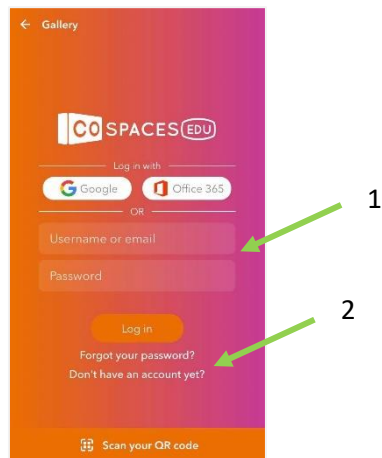 ← Gallery
CO SPACES EDU
Log in with
Google Office 365
OR
Username or email
1
Password
Log in
2
Forgot your password?
Don't have an account yet?
Scan your QR code